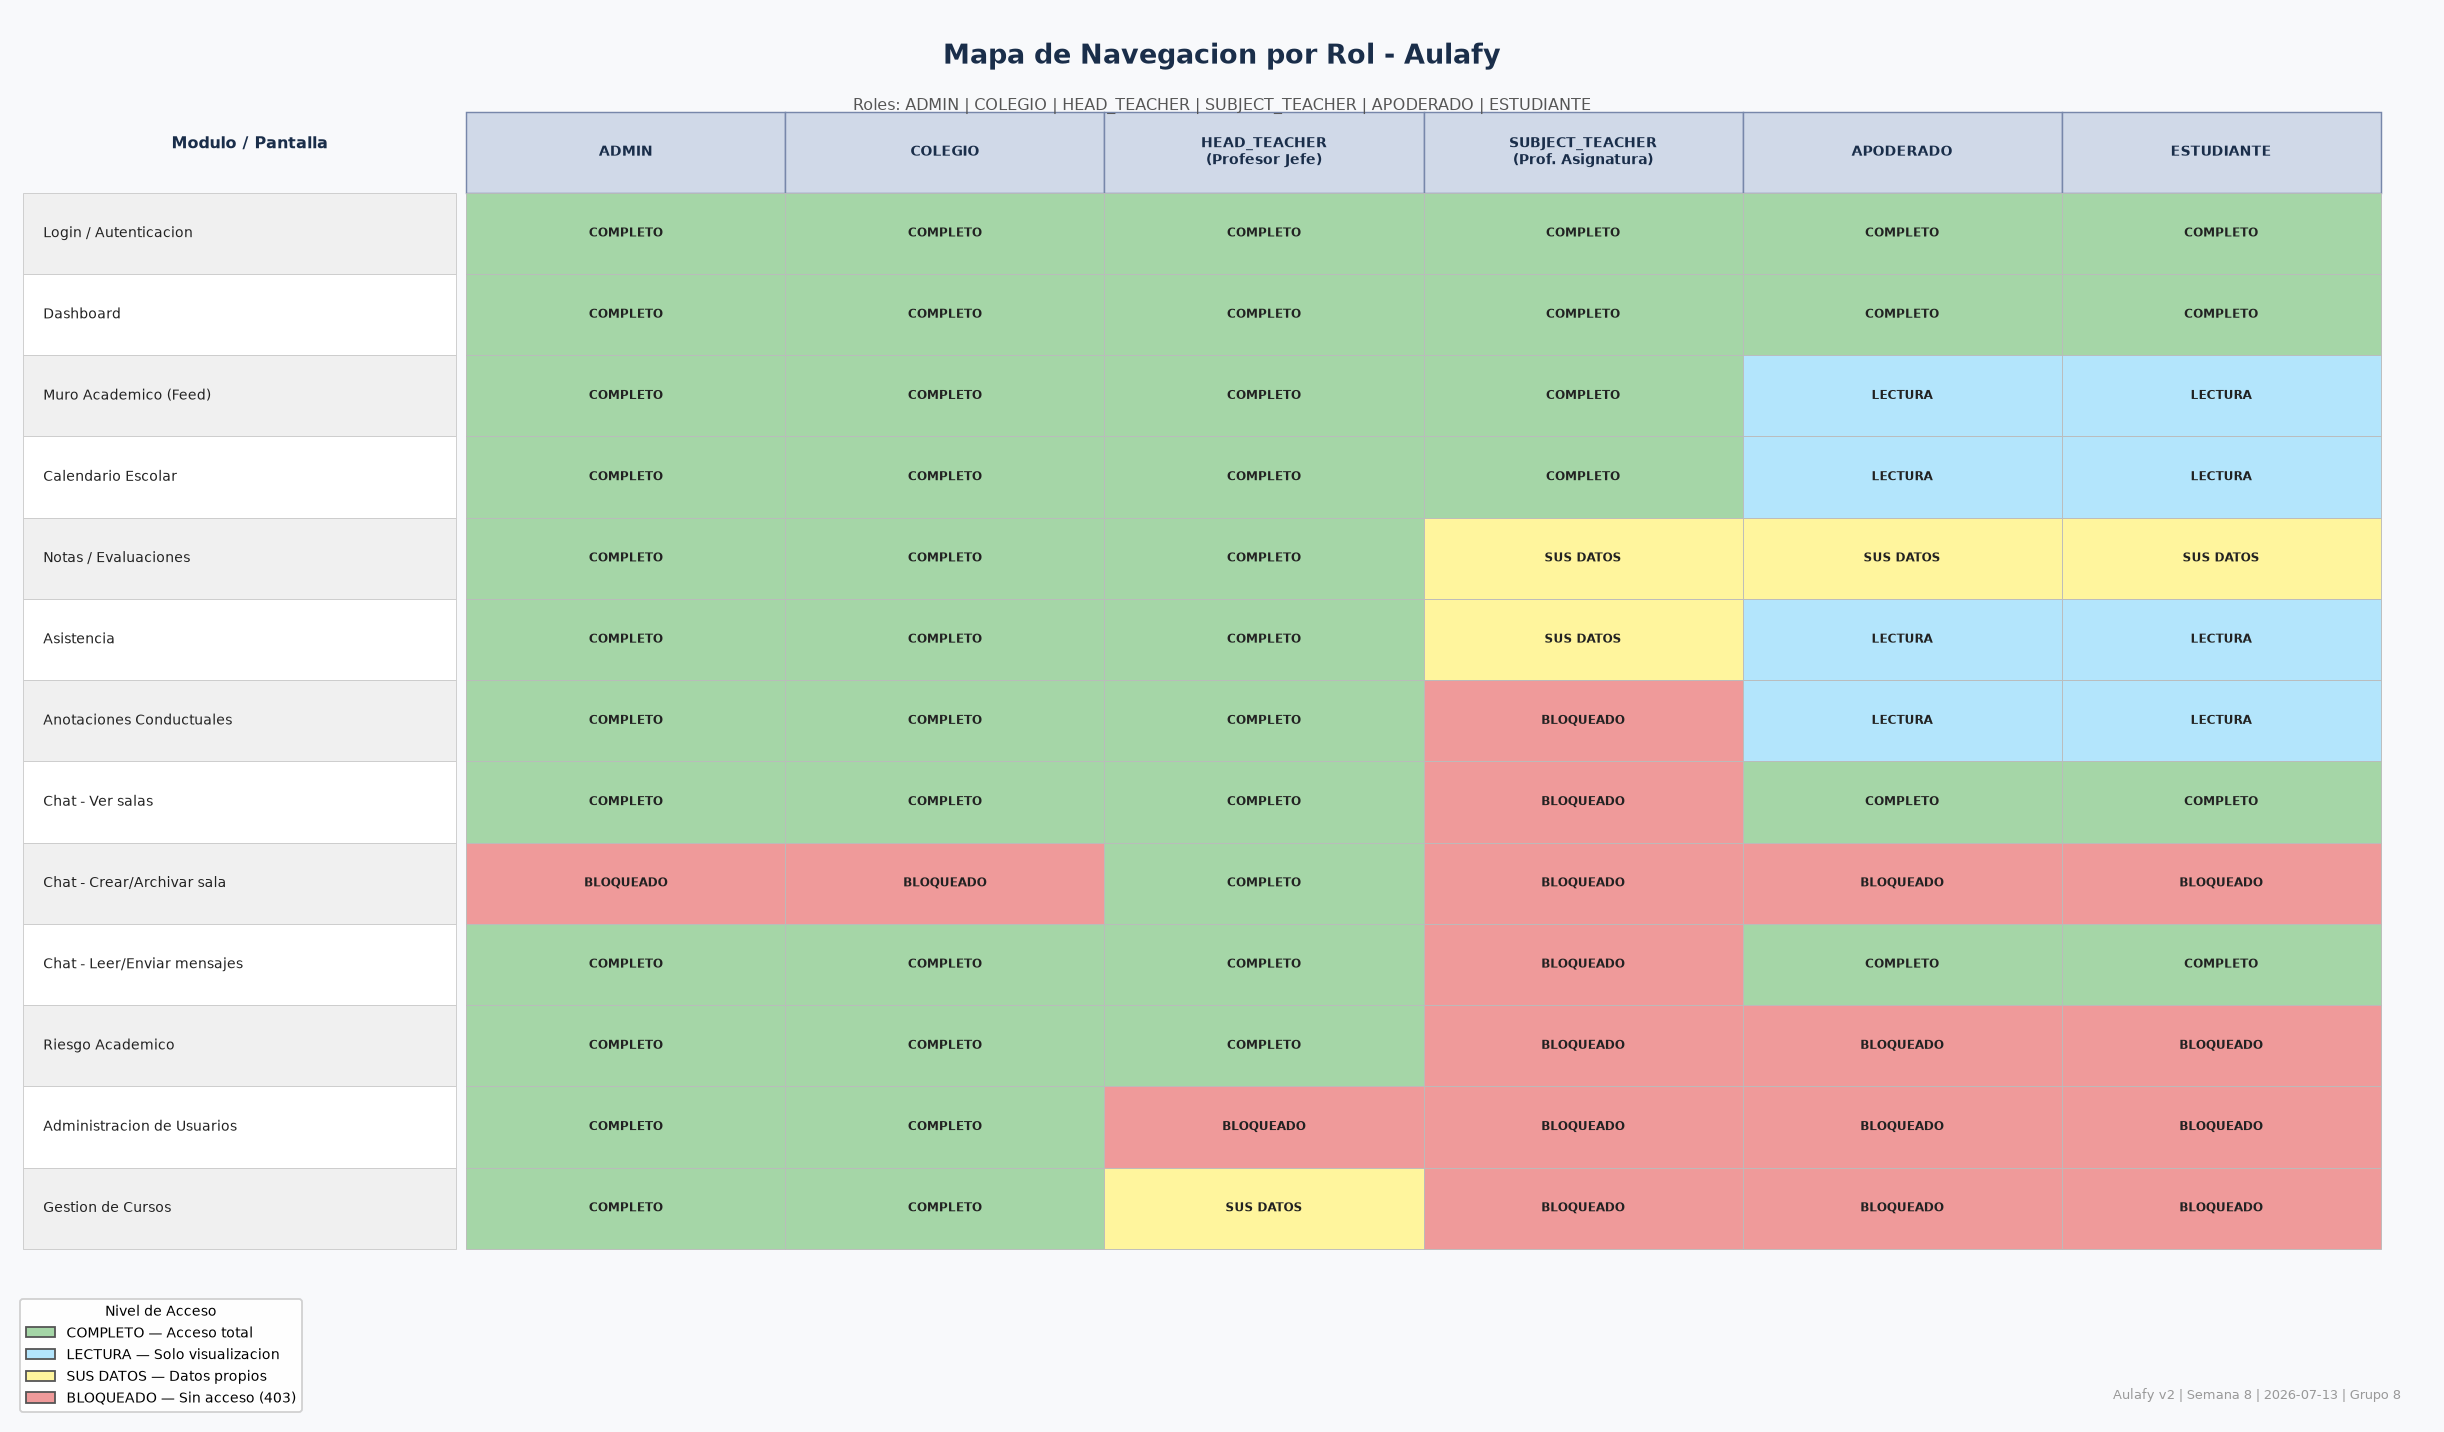 Mapa de Navegacion por Rol - Aulafy
Roles: ADMIN | COLEGIO | HEAD_TEACHER | SUBJECT_TEACHER | APODERADO | ESTUDIANTE
Modulo / Pantalla ADMIN COLEGIO HEAD_TEACHER (Profesor Jefe) SUBJECT_TEACHER (Prof. Asignatura) APODERADO ESTUDIANTE
Login / Autenticacion COMPLETO COMPLETO COMPLETO COMPLETO COMPLETO COMPLETO
Dashboard COMPLETO COMPLETO COMPLETO COMPLETO COMPLETO COMPLETO
Muro Academico (Feed) COMPLETO COMPLETO COMPLETO COMPLETO LECTURA LECTURA
Calendario Escolar COMPLETO COMPLETO COMPLETO COMPLETO LECTURA LECTURA
Notas / Evaluaciones COMPLETO COMPLETO COMPLETO SUS DATOS SUS DATOS SUS DATOS
Asistencia COMPLETO COMPLETO COMPLETO SUS DATOS LECTURA LECTURA
Anotaciones Conductuales COMPLETO COMPLETO COMPLETO BLOQUEADO LECTURA LECTURA
Chat - Ver salas COMPLETO COMPLETO COMPLETO BLOQUEADO COMPLETO COMPLETO
Chat - Crear/Archivar sala BLOQUEADO BLOQUEADO COMPLETO BLOQUEADO BLOQUEADO BLOQUEADO
Chat - Leer/Enviar mensajes COMPLETO COMPLETO COMPLETO BLOQUEADO COMPLETO COMPLETO
Riesgo Academico COMPLETO COMPLETO COMPLETO BLOQUEADO BLOQUEADO BLOQUEADO
Administracion de Usuarios COMPLETO COMPLETO BLOQUEADO BLOQUEADO BLOQUEADO BLOQUEADO
Gestion de Cursos COMPLETO COMPLETO SUS DATOS BLOQUEADO BLOQUEADO BLOQUEADO
Nivel de Acceso
COMPLETO — Acceso total
LECTURA — Solo visualizacion
SUS DATOS — Datos propios
BLOQUEADO — Sin acceso (403)
Aulafy v2 | Semana 8 | 2026-07-13 | Grupo 8